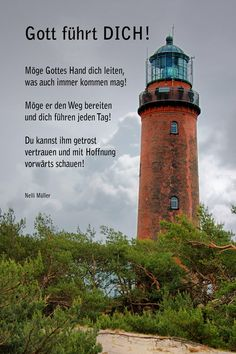 Gott führt DICH!
Möge Gottes Hand dich leiten,
was auch immer kommen mag!
Möge er den Weg bereiten
und dich führen jeden Tag!
Du kannst ihm getrost
vertrauen und mit Hoffnung
vorwärts schauen!
Nelli Müller